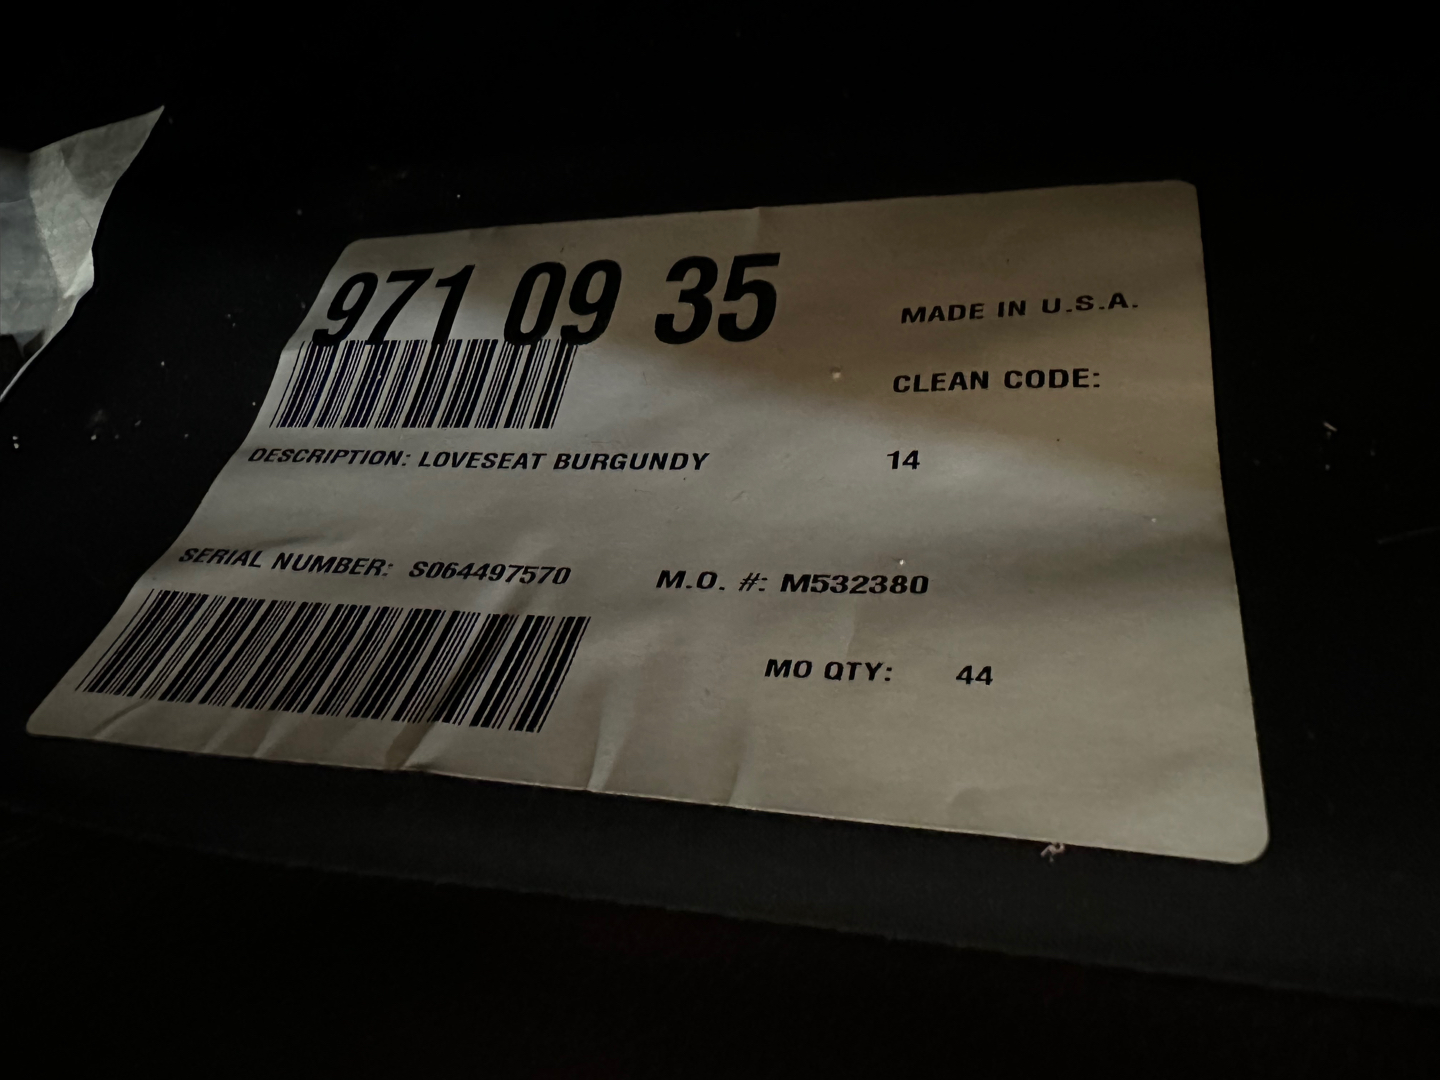 971 09 35
MADE IN U.S.A.
CLEAN CODE:
DESCRIPTION: LOVESEAT BURGUNDY
14
SERIAL NUMBER: S064497570
M.O. #: M532380
MO QTY: 44